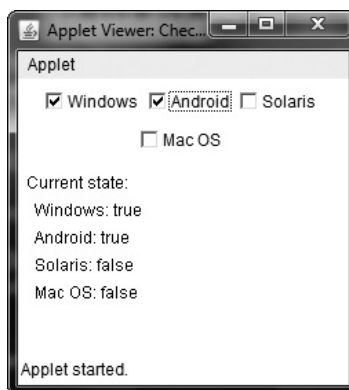 Applet Viewer: Chec...
Applet
Windows Android Solaris
Mac OS
Current state:
Windows: true
Android: true
Solaris: false
Mac OS: false
Applet started.